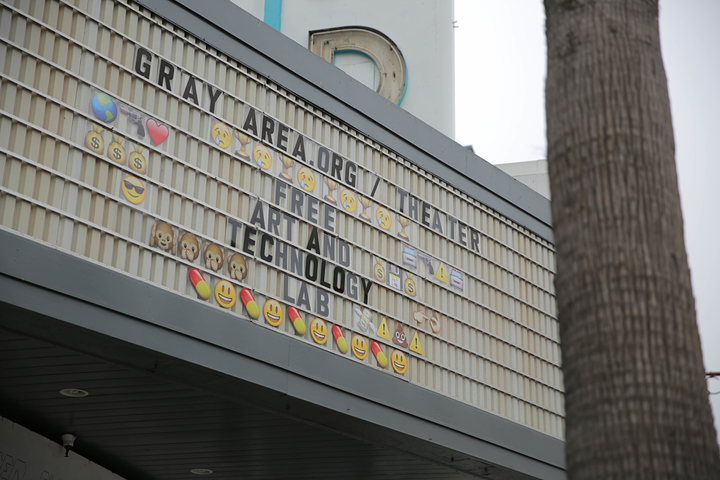 D
GRAY AREA.ORG / THEATER
FREE
ART AND
TECHNOLOGY
LAB